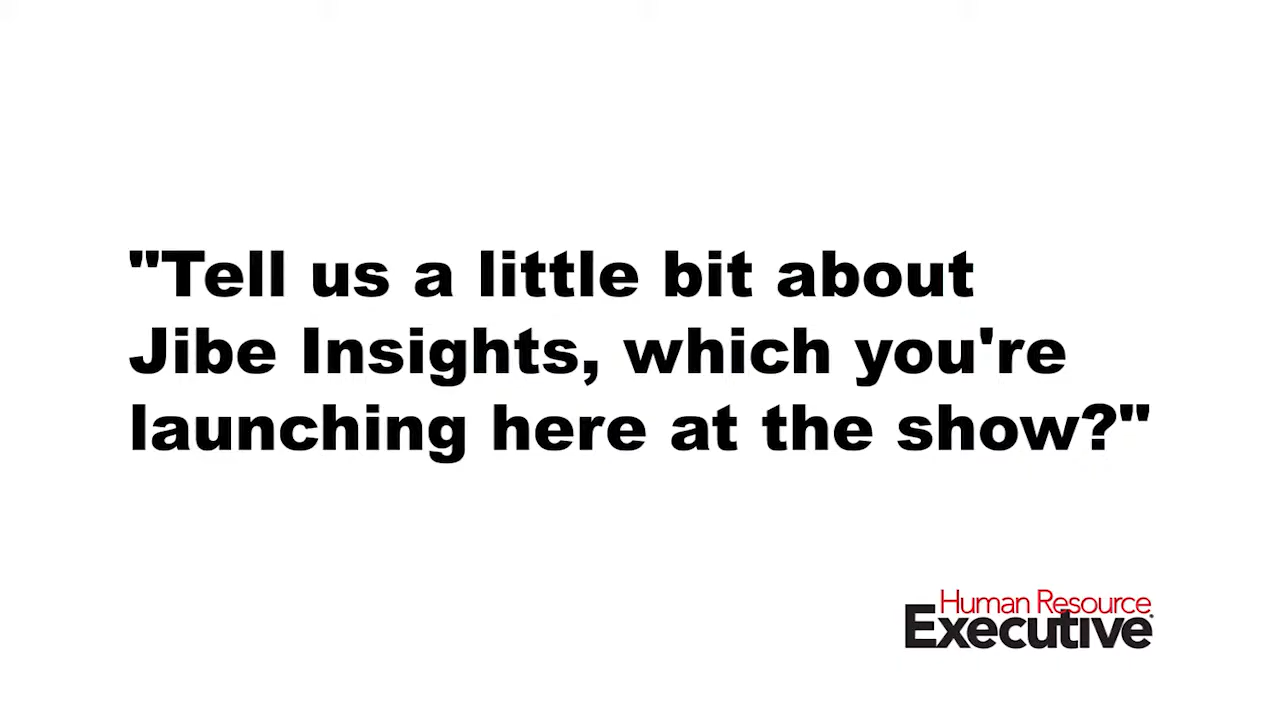 "Tell us a little bit about
Jibe Insights, which you're
launching here at the show?"
Human Resource
Executive